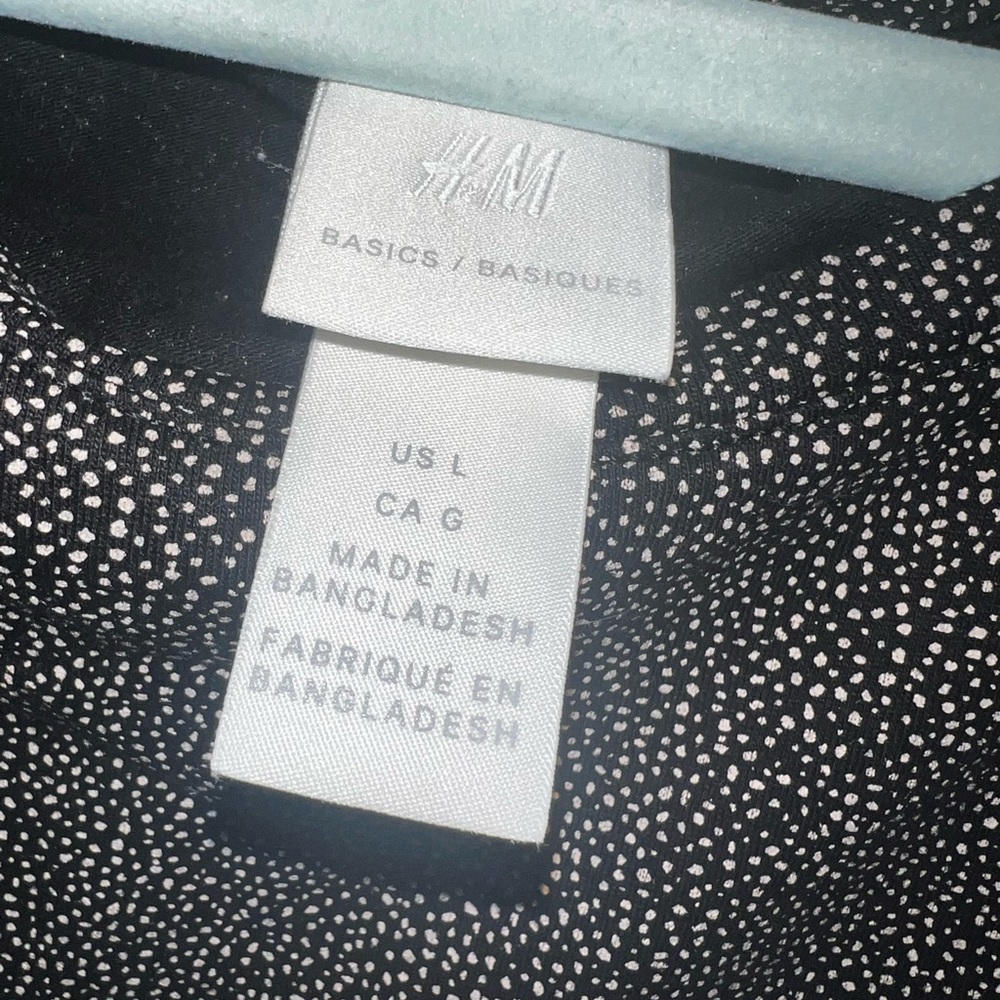 H&M
BASICS / BASIQUES
US L
CA G
MADE IN
BANGLADESH
FABRIQUÉ EN
BANGLADESH